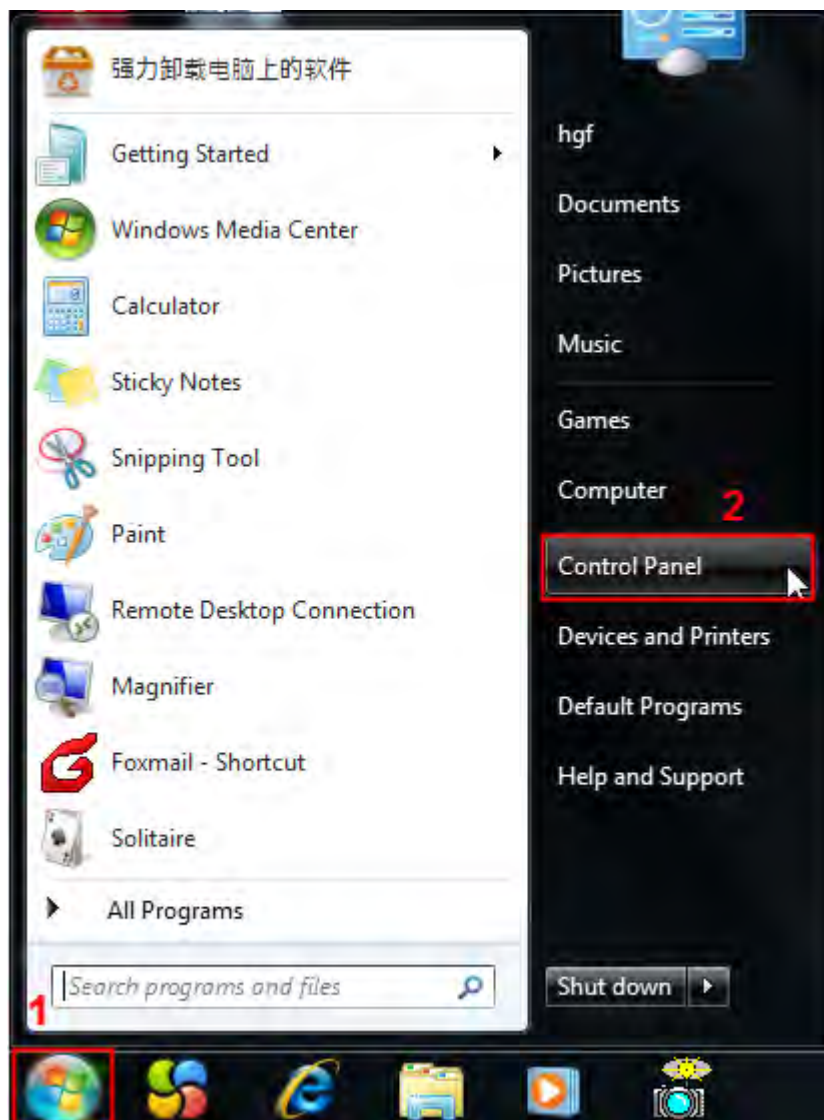 强力卸载电脑上的软件
Getting Started
Windows Media Center
Calculator
Sticky Notes
Snipping Tool
Paint
Remote Desktop Connection
Magnifier
Foxmail - Shortcut
Solitaire
All Programs
Search programs and files
1
hgf
Documents
Pictures
Music
Games
Computer
2
Control Panel
Devices and Printers
Default Programs
Help and Support
Shut down